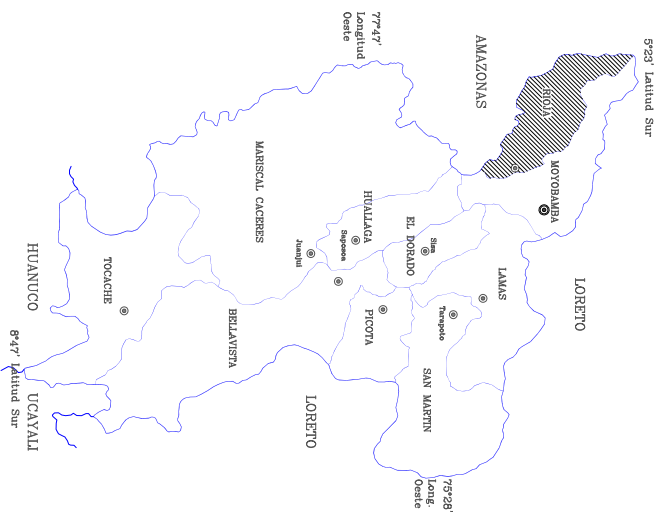 5°23' Latitud Sur
RIOJA
MOYOBAMBA
AMAZONAS
LORETO
77°47'
Longitud
Oeste
LAMAS
EL DORADO
Sisa
HUALLAGA
Saposoa
Tarapoto
MARISCAL CACERES
Juanjui
PICOTA
SAN MARTIN
75°28'
Long.
Oeste
BELLAVISTA
LORETO
TOCACHE
HUANUCO
UCAYALI
8°47' Latitud Sur